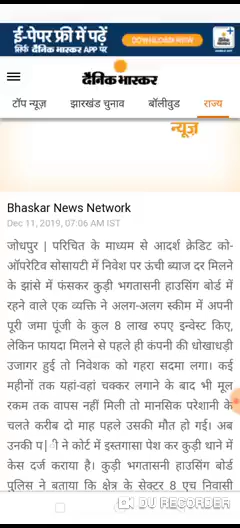 ई-पेपर फ्री में पढ़ें
सिर्फ दैनिक भास्कर APP पर
DOWNLOAD NOW
दैनिक भास्कर
टॉप न्यूज़ झारखंड चुनाव बॉलीवुड राज्य
न्यूज़
Bhaskar News Network
Dec 11, 2019, 07:06 AM IST
जोधपुर | परिचित के माध्यम से आदर्श क्रेडिट को-
ऑपरेटिव सोसायटी में निवेश पर ऊंची ब्याज दर मिलने
के झांसे में फंसकर कुड़ी भगतासनी हाउसिंग बोर्ड में
रहने वाले एक व्यक्ति ने अलग-अलग स्कीम में अपनी
पूरी जमा पूंजी के कुल 8 लाख रुपए इन्वेस्ट किए,
लेकिन फायदा मिलने से पहले ही कंपनी की धोखाधड़ी
उजागर हुई तो निवेशक को गहरा सदमा लगा। कई
महीनों तक यहां-वहां चक्कर लगाने के बाद भी मूल
रकम तक वापस नहीं मिली तो मानसिक परेशानी के
चलते करीब दो माह पहले उसकी मौत हो गई। अब
उनकी प|ी ने कोर्ट में इस्तगासा पेश कर कुड़ी थाने में
केस दर्ज कराया है। कुड़ी भगतासनी हाउसिंग बोर्ड
पुलिस ने बताया कि क्षेत्र के सेक्टर 8 एच निवासी
DU RECORDER